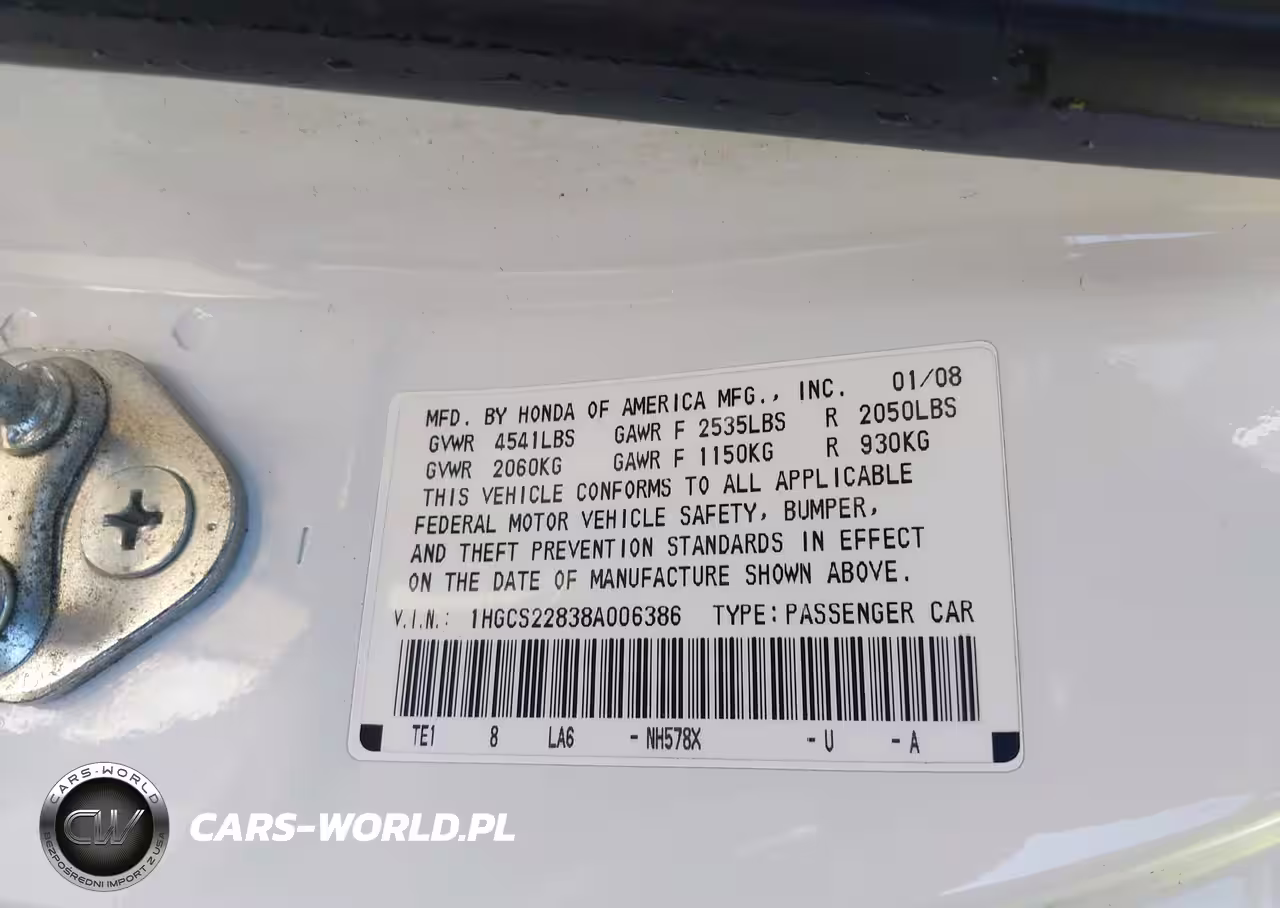 MFD. BY HONDA OF AMERICA MFG., INC. 01/08
GVWR 4541LBS GAWR F 2535LBS R 2050LBS
GVWR 2060KG GAWR F 1150KG R 930KG
THIS VEHICLE CONFORMS TO ALL APPLICABLE
FEDERAL MOTOR VEHICLE SAFETY, BUMPER,
AND THEFT PREVENTION STANDARDS IN EFFECT
ON THE DATE OF MANUFACTURE SHOWN ABOVE.
V.I.N.: 1HGCS22838A006386 TYPE: PASSENGER CAR
TE1 8 LA6 - NH578X - U - A
CARS-WORLD
CW
BEZPOŚREDNI IMPORT Z USA
CARS-WORLD.PL